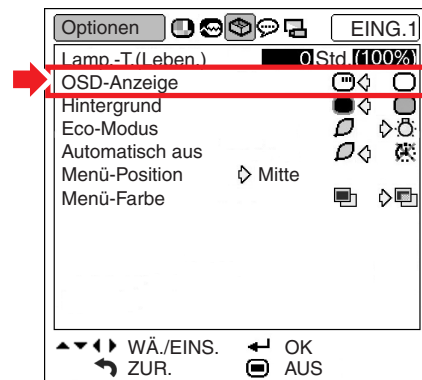 Optionen EING.1
Lamp.-T.(Leben.) 0 Std.(100%)
OSD-Anzeige
Hintergrund
Eco-Modus
Automatisch aus
Menü-Position Mitte
Menü-Farbe
WÄ./EINS. OK
ZUR. AUS